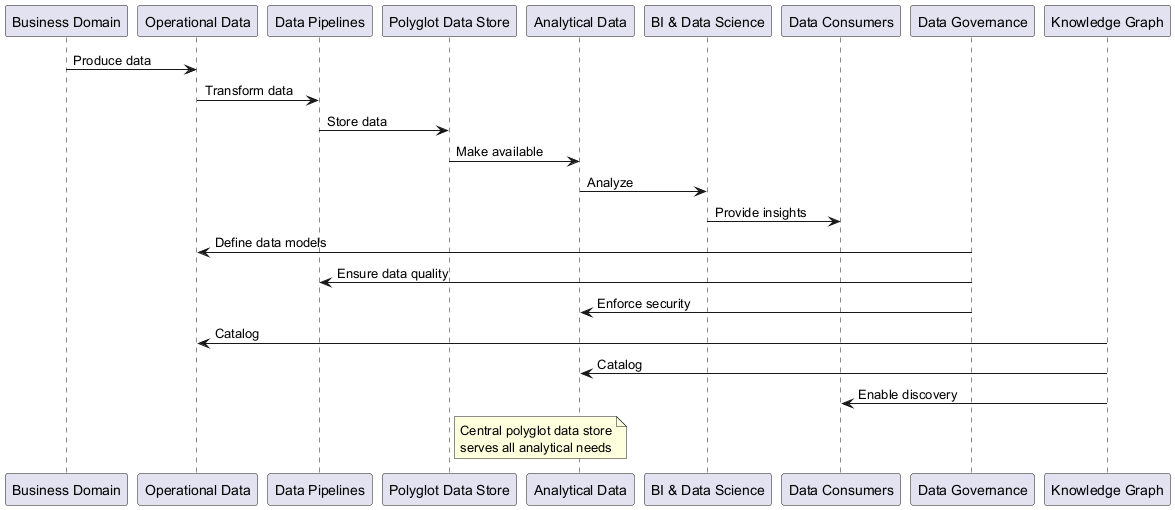 Business Domain
Operational Data
Data Pipelines
Polyglot Data Store
Analytical Data
BI & Data Science
Data Consumers
Data Governance
Knowledge Graph
Produce data
Transform data
Store data
Make available
Analyze
Provide insights
Define data models
Ensure data quality
Enforce security
Catalog
Catalog
Enable discovery
Central polyglot data store
serves all analytical needs
Business Domain
Operational Data
Data Pipelines
Polyglot Data Store
Analytical Data
BI & Data Science
Data Consumers
Data Governance
Knowledge Graph